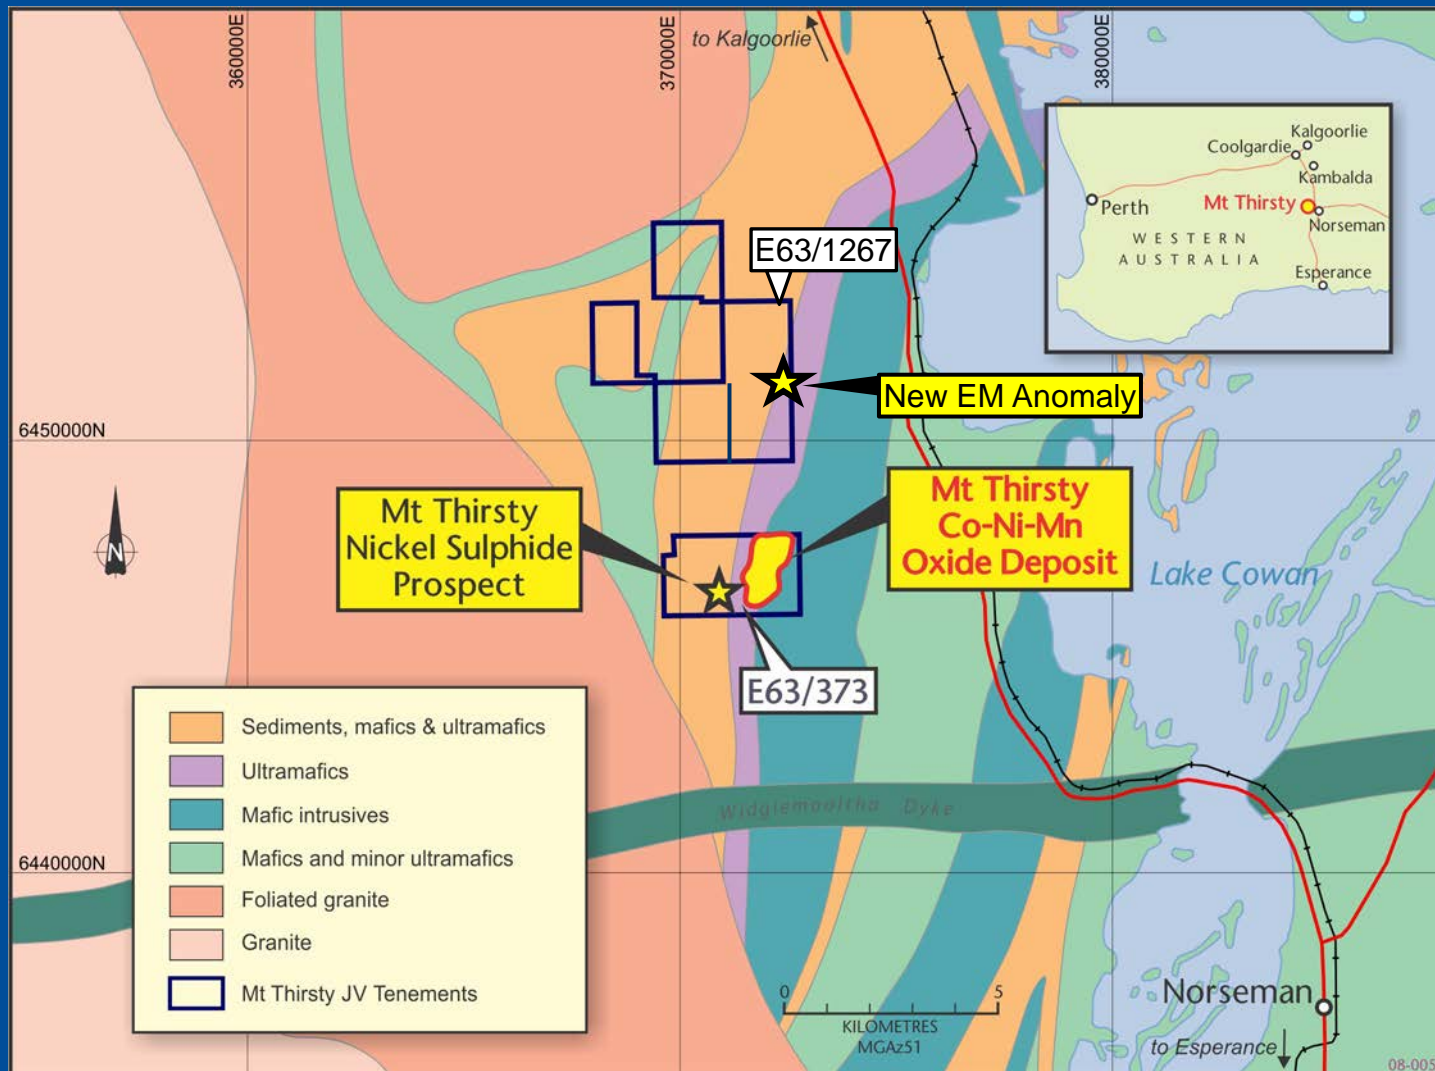 360000E
370000E
380000E
to Kalgoorlie
Kalgoorlie
Coolgardie
Kambalda
Perth
Mt Thirsty
Norseman
WESTERN
AUSTRALIA
Esperance
E63/1267
New EM Anomaly
6450000N
Mt Thirsty
Nickel Sulphide
Prospect
Mt Thirsty
Co-Ni-Mn
Oxide Deposit
N
Lake Cowan
E63/373
Sediments, mafics & ultramafics
Ultramafics
Mafic intrusives
Mafics and minor ultramafics
Foliated granite
Granite
Mt Thirsty JV Tenements
Widgiemooltha Dyke
6440000N
0 5
KILOMETRES
MGAz51
Norseman
to Esperance
08-005